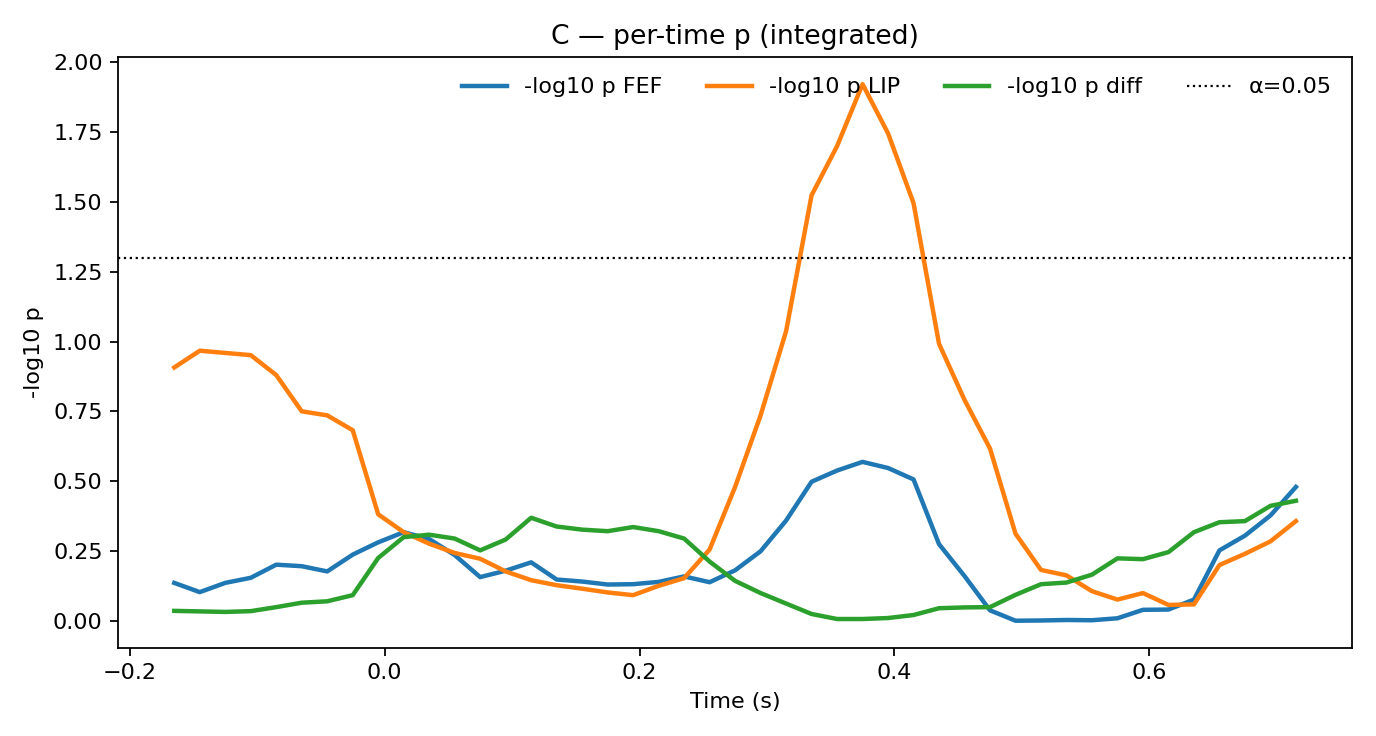 C — per-time p (integrated)
-log10 p FEF
-log10 p LIP
-log10 p diff
α=0.05
-log10 p
2.00
1.75
1.50
1.25
1.00
0.75
0.50
0.25
0.00
−0.2
0.0
0.2
0.4
0.6
Time (s)